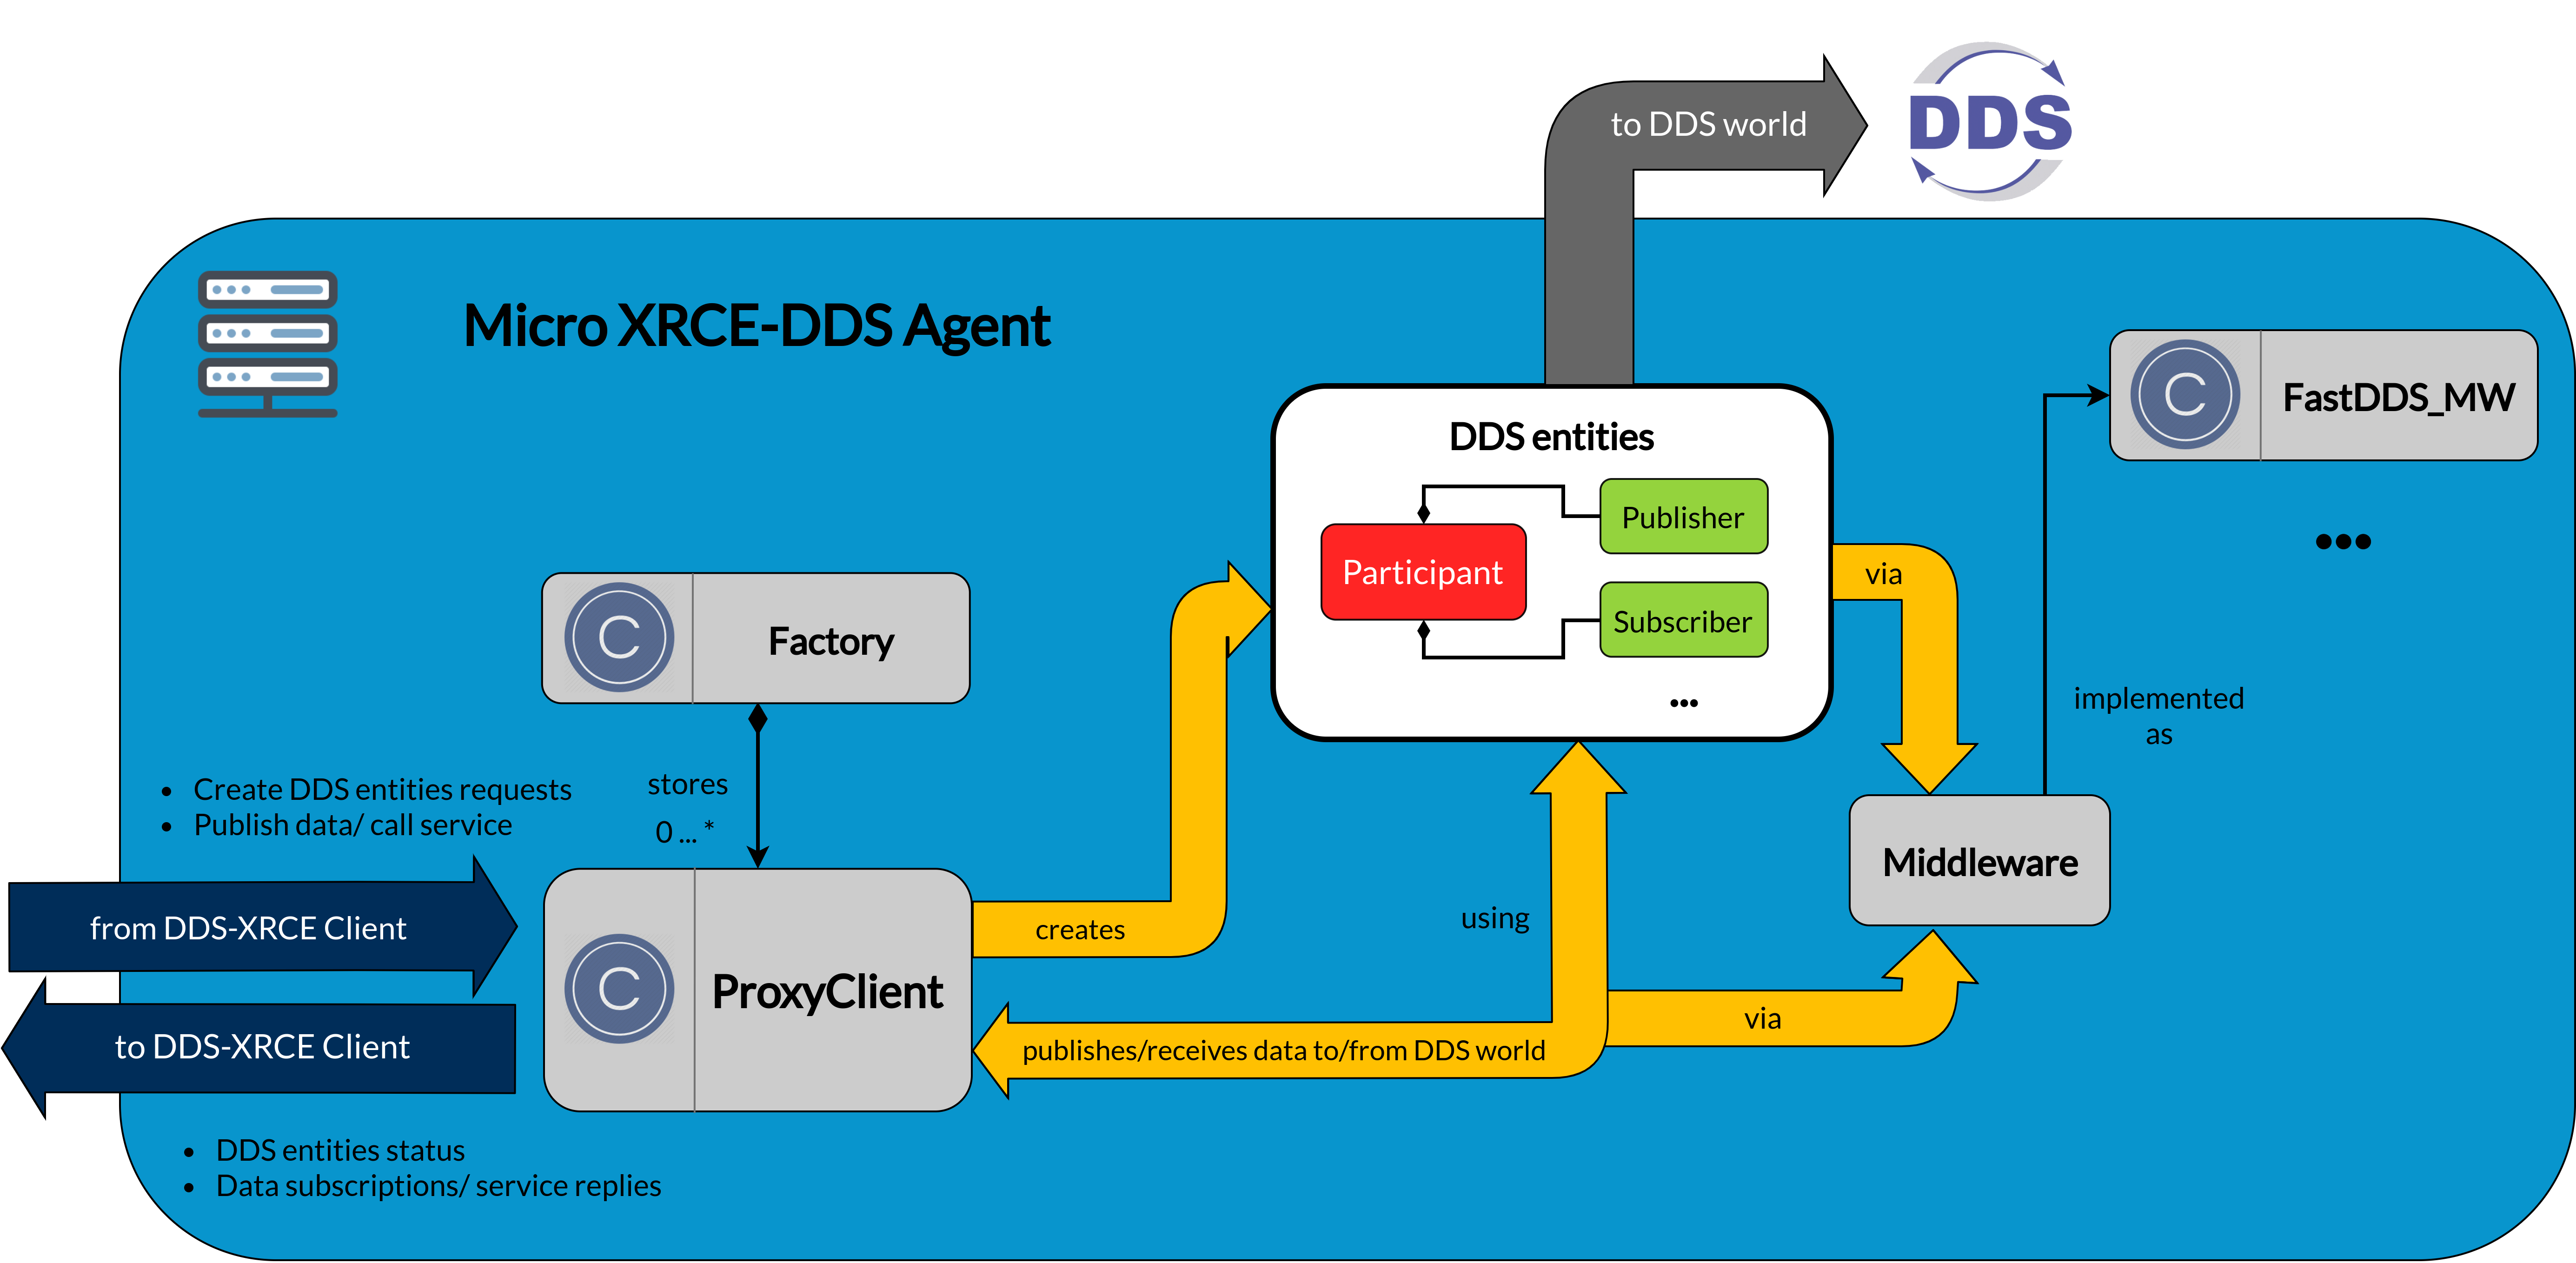 to DDS world
DDS
Micro XRCE-DDS Agent
C
FastDDS_MW
•••
DDS entities
Publisher
Participant
Subscriber
...
via
C
Factory
implemented
as
• Create DDS entities requests
• Publish data/ call service
stores
0 ... *
Middleware
from DDS-XRCE Client
creates
using
C
ProxyClient
via
to DDS-XRCE Client
publishes/receives data to/from DDS world
• DDS entities status
• Data subscriptions/ service replies